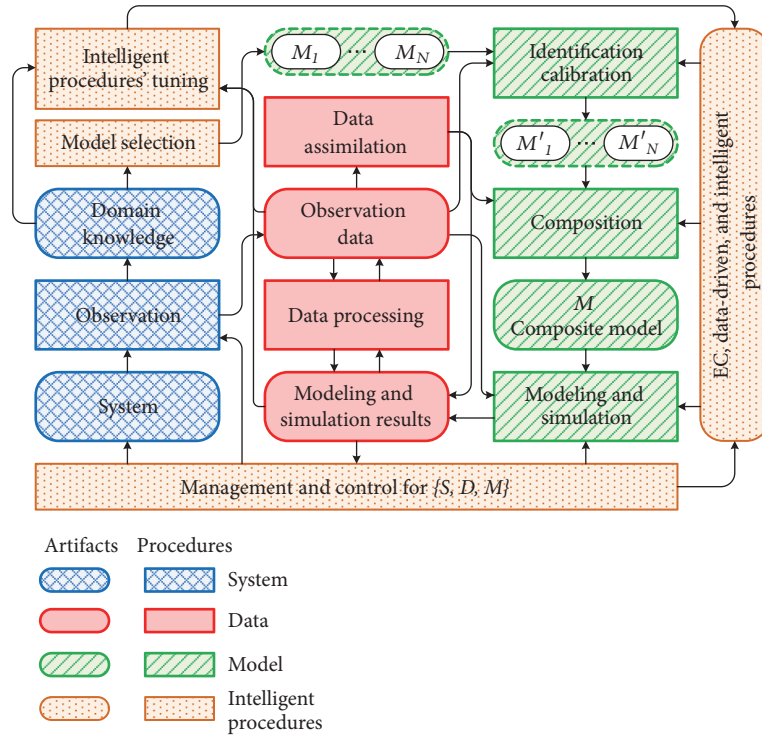 Intelligent
procedures' tuning
M1 ... MN
Identification,
calibration
Model selection
Data
assimilation
M'1 ... M'N
Domain
knowledge
Observation
data
Composition
EC, data-driven, and intelligent
procedures
Observation
Data processing
M
Composite model
System
Modeling and
simulation results
Modeling and
simulation
Management and control for {S, D, M}
Artifacts Procedures
System
Data
Model
Intelligent
procedures